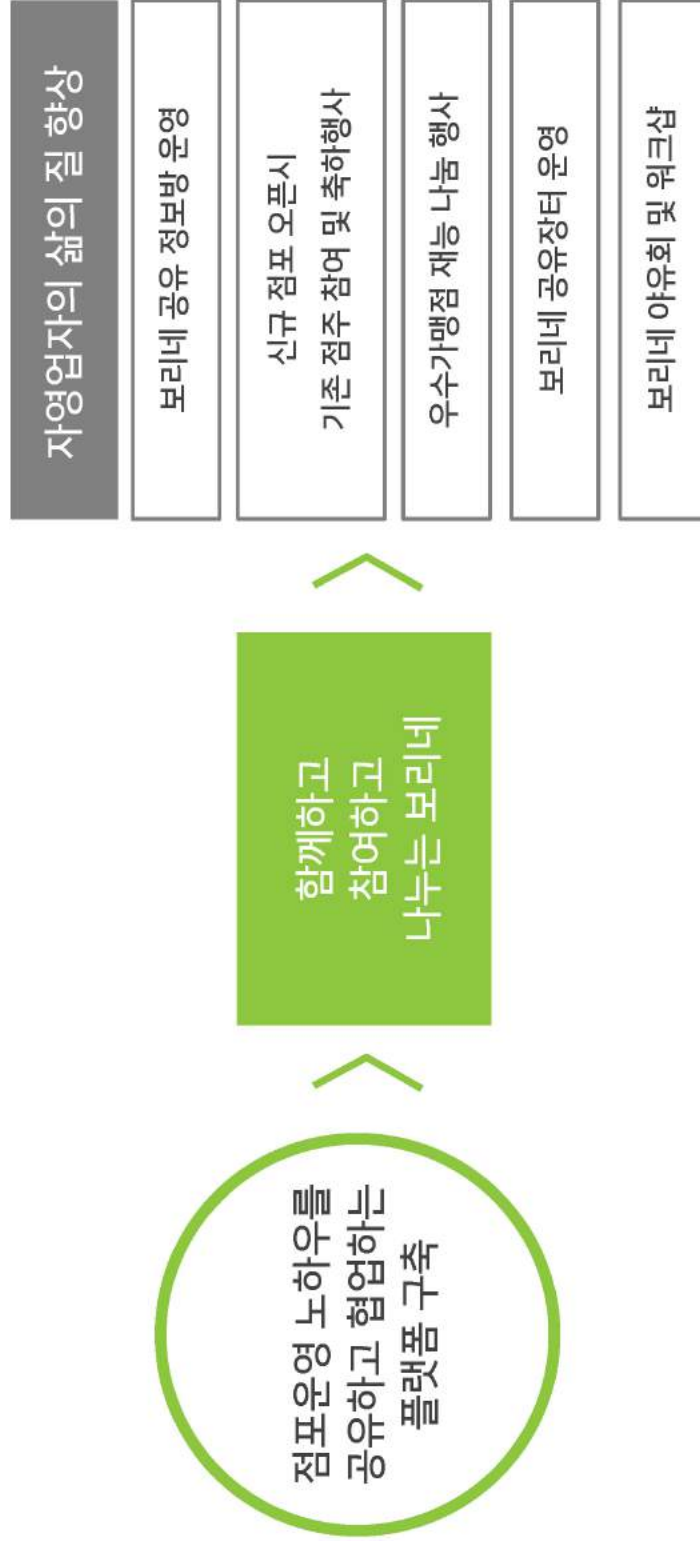 점포운영 노하우를
공유하고 협업하는
플랫폼 구축
함께하고
참여하고
나누는 보리네
자영업자의 삶의 질 향상
보리네 공유 정보방 운영
신규 점포 오픈시
기존 점주 참여 및 축하행사
우수가맹점 재능 나눔 행사
보리네 공유장터 운영
보리네 야유회 및 워크샵